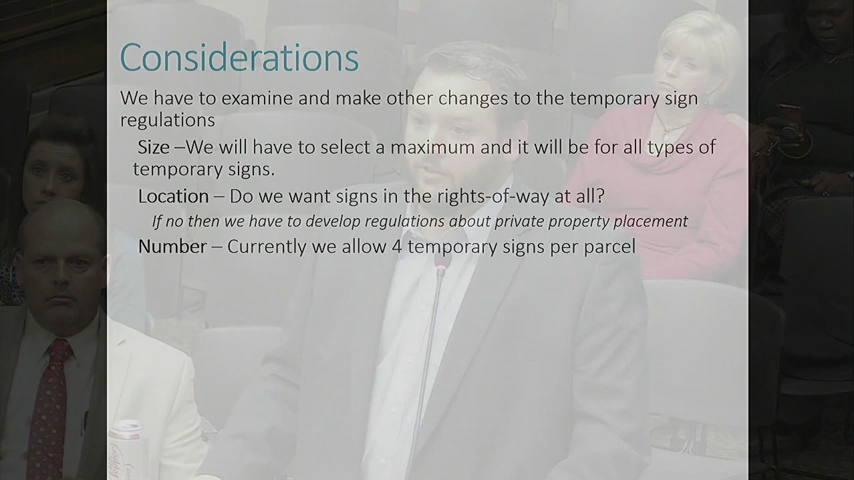 Considerations
We have to examine and make other changes to the temporary sign
regulations
Size –We will have to select a maximum and it will be for all types of
temporary signs.
Location – Do we want signs in the rights-of-way at all?
If no then we have to develop regulations about private property placement
Number – Currently we allow 4 temporary signs per parcel